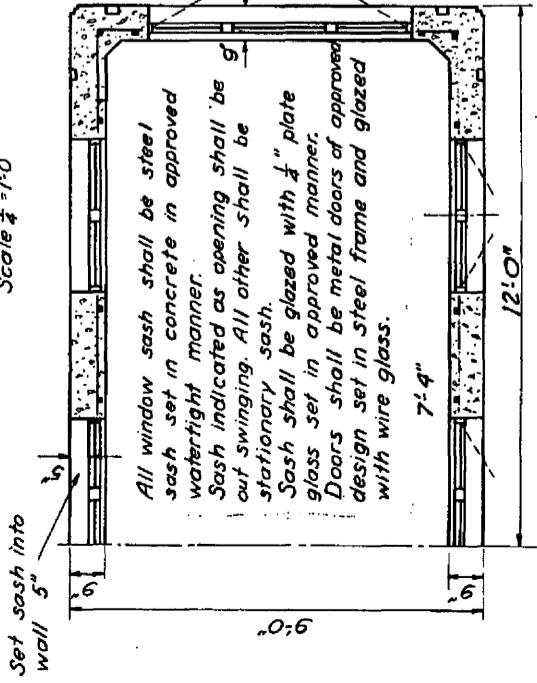 Scale ¼"=1'-0
Set sash into
wall 5"
5"
9"
All window sash shall be steel
sash set in concrete in approved
watertight manner.
Sash indicated as opening shall be
out swinging. All other shall be
stationary sash.
Sash shall be glazed with ¼" plate
glass set in approved manner.
Doors shall be metal doors of approved
design set in steel frame and glazed
with wire glass.
7'-4"
9"
9'-0"
9"
12'-0"